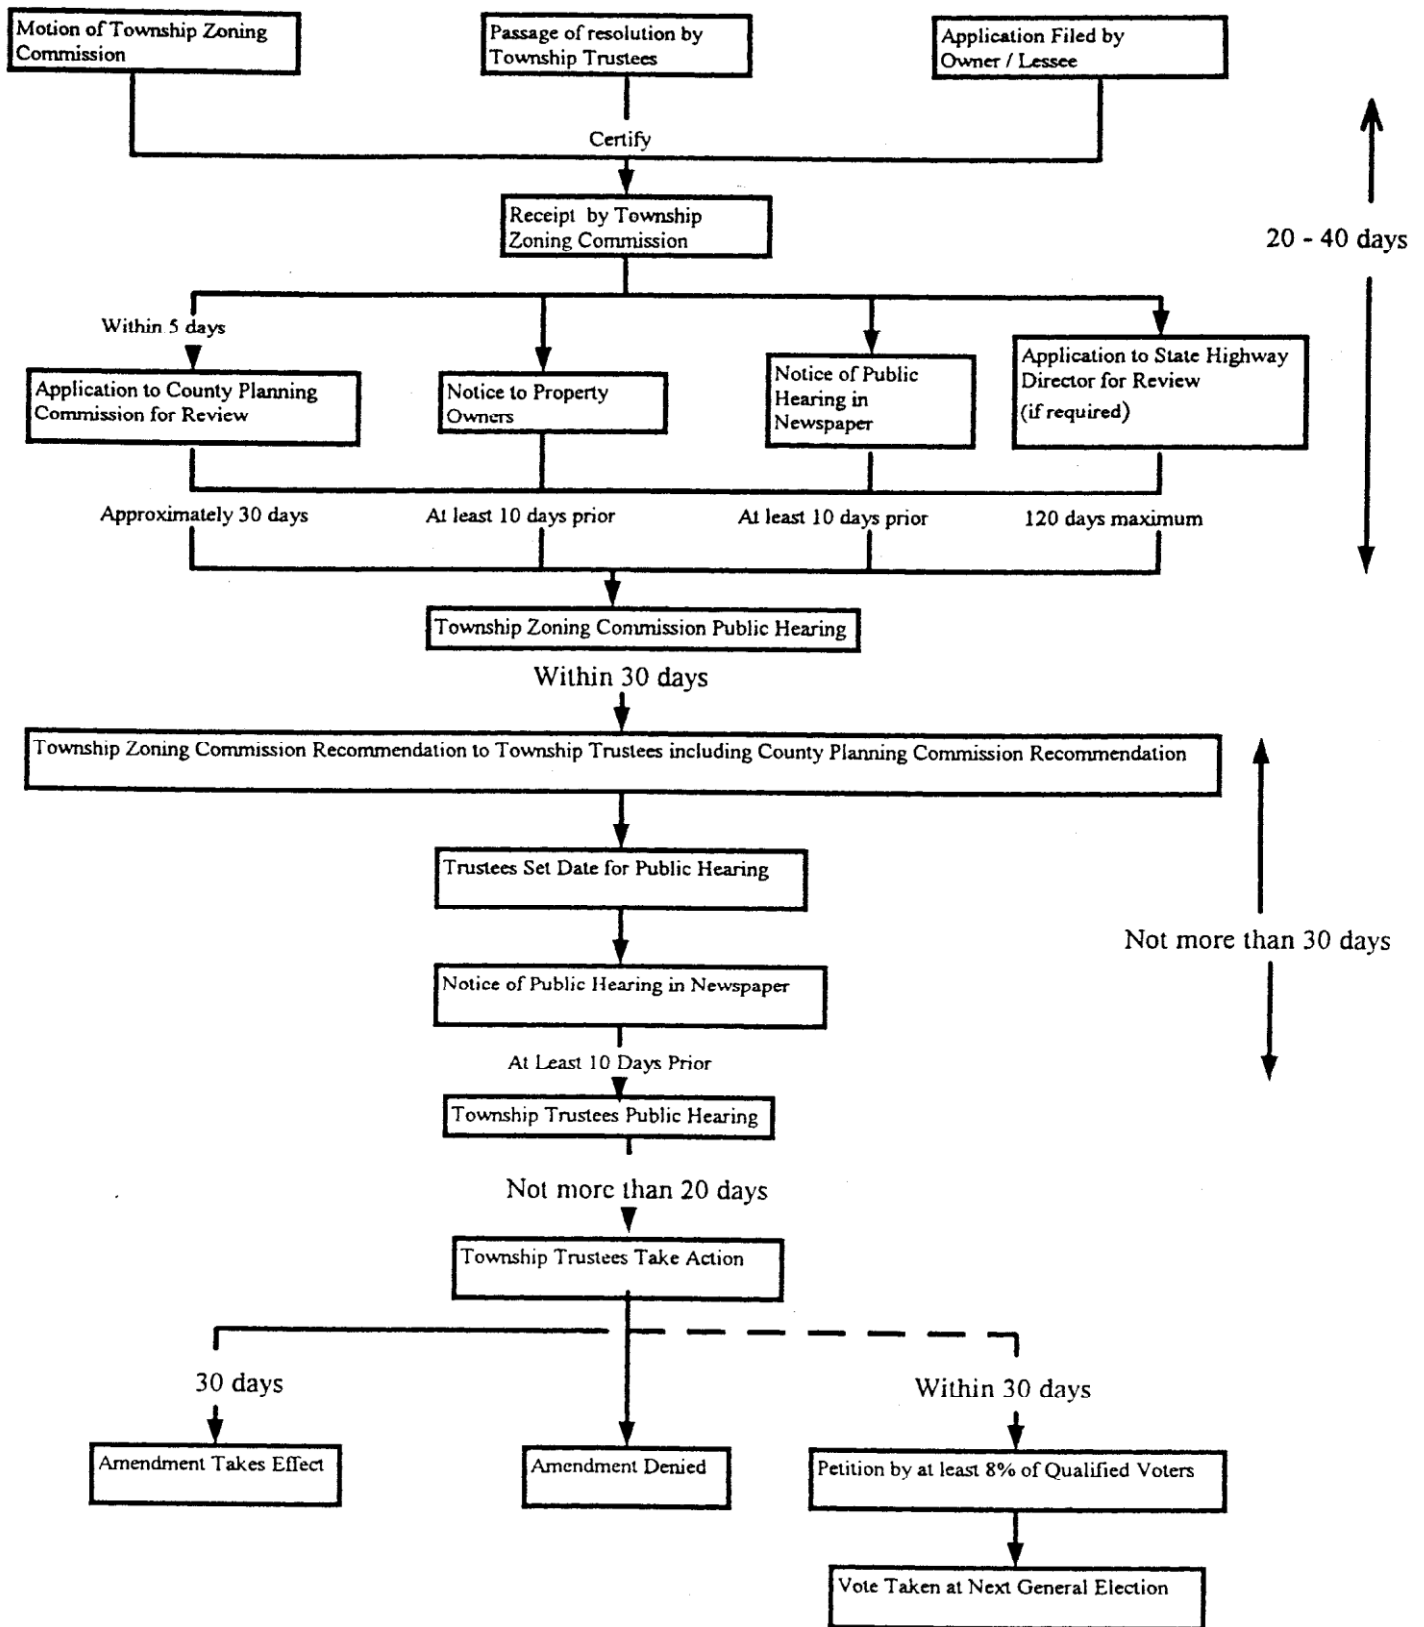 Motion of Township Zoning
Commission
Passage of resolution by
Township Trustees
Application Filed by
Owner / Lessee
Certify
Receipt by Township
Zoning Commission
20 - 40 days
Within 5 days
Application to County Planning
Commission for Review
Notice to Property
Owners
Notice of Public
Hearing in
Newspaper
Application to State Highway
Director for Review
(if required)
Approximately 30 days
At least 10 days prior
At least 10 days prior
120 days maximum
Township Zoning Commission Public Hearing
Within 30 days
Township Zoning Commission Recommendation to Township Trustees including County Planning Commission Recommendation
Trustees Set Date for Public Hearing
Not more than 30 days
Notice of Public Hearing in Newspaper
At Least 10 Days Prior
Township Trustees Public Hearing
Not more than 20 days
Township Trustees Take Action
30 days
Within 30 days
Amendment Takes Effect
Amendment Denied
Petition by at least 8% of Qualified Voters
Vote Taken at Next General Election